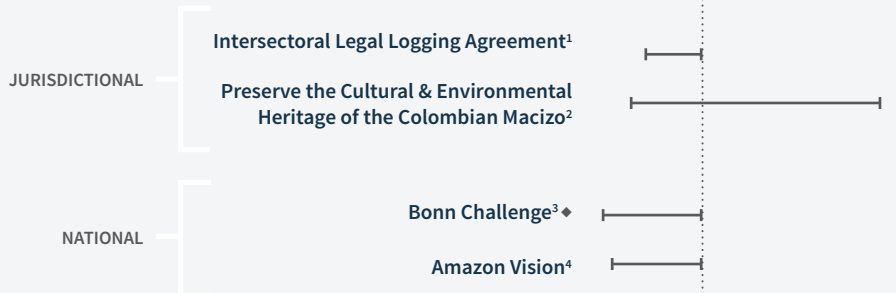 JURISDICTIONAL
Intersectoral Legal Logging Agreement¹
Preserve the Cultural & Environmental
Heritage of the Colombian Macizo²
NATIONAL
Bonn Challenge³ ◆
Amazon Vision⁴